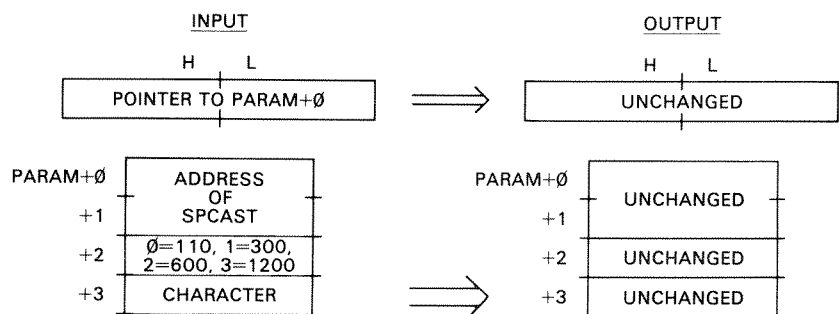 INPUT OUTPUT
H L H L
POINTER TO PARAM+Ø UNCHANGED
PARAM+Ø ADDRESS PARAM+Ø
OF UNCHANGED
+1 SPCAST +1
+2 Ø=110, 1=300, +2 UNCHANGED
2=600, 3=1200
+3 CHARACTER +3 UNCHANGED